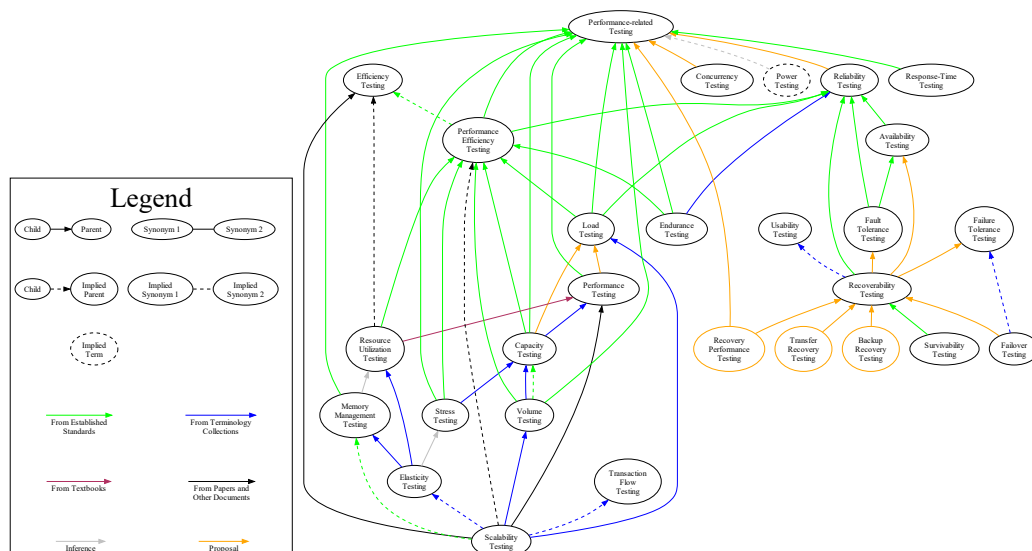 Performance-related
Testing
Efficiency
Testing
Concurrency
Testing
Power
Testing
Reliability
Testing
Response-Time
Testing
Performance
Efficiency
Testing
Availability
Testing
Legend
Child
Parent
Synonym 1
Synonym 2
Child
Implied
Parent
Implied
Synonym 1
Implied
Synonym 2
Implied
Term
From Established
Standards
From Terminology
Collections
From Textbooks
From Papers and
Other Documents
Inference
Proposal
Load
Testing
Endurance
Testing
Usability
Testing
Fault
Tolerance
Testing
Failure
Tolerance
Testing
Performance
Testing
Recoverability
Testing
Resource
Utilization
Testing
Capacity
Testing
Recovery
Performance
Testing
Transfer
Recovery
Testing
Backup
Recovery
Testing
Survivability
Testing
Failover
Testing
Memory
Management
Testing
Stress
Testing
Volume
Testing
Elasticity
Testing
Transaction
Flow
Testing
Scalability
Testing